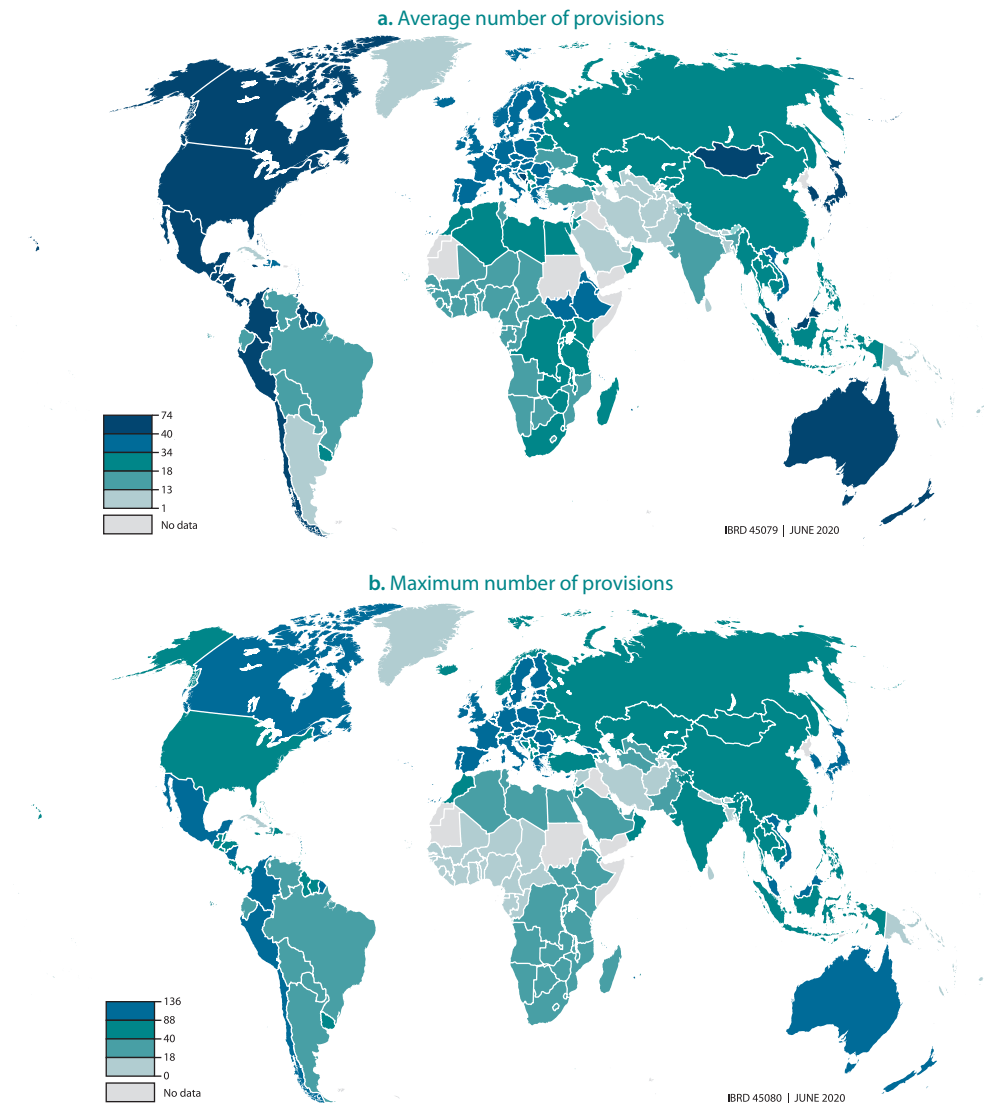 a. Average number of provisions
74
40
34
18
13
1
No data
IBRD 45079 | JUNE 2020
b. Maximum number of provisions
136
88
40
18
0
No data
IBRD 45080 | JUNE 2020